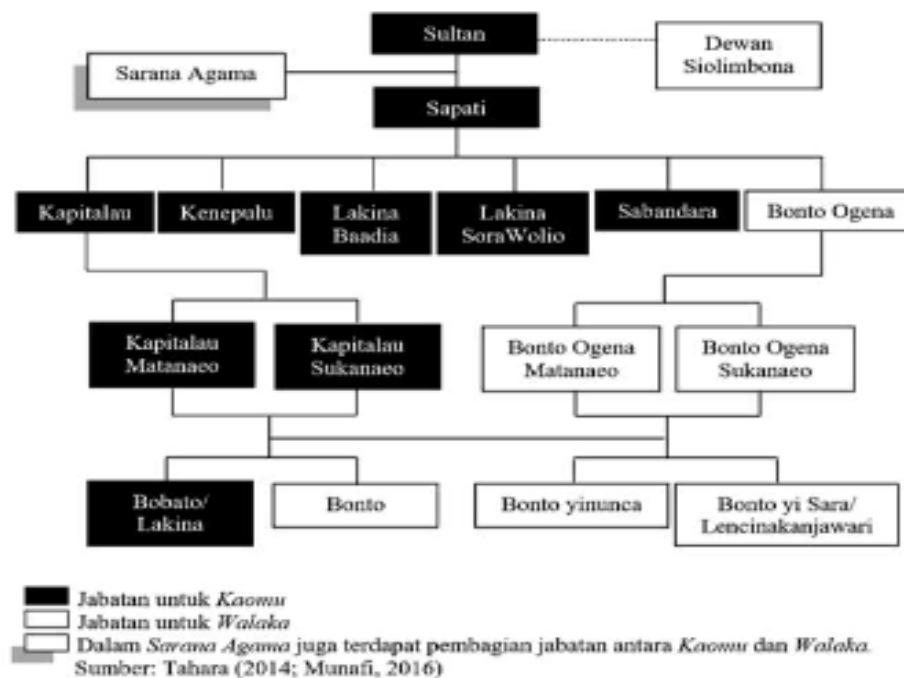 Sultan
Dewan
Siolimbona
Sarana Agama
Sapati
Kapitalau
Kenepulu
Lakina
Baadia
Lakina
SoraWolio
Sabandara
Bonto Ogena
Kapitalau
Matanaeo
Kapitalau
Sukanaeo
Bonto Ogena
Matanaeo
Bonto Ogena
Sukanaeo
Bobato/
Lakina
Bonto
Bonto yinunca
Bonto yi Sara/
Lencinakanjawari
Jabatan untuk Kaomu
Jabatan untuk Walaka
Dalam Sarana Agama juga terdapat pembagian jabatan antara Kaomu dan Walaka.
Sumber: Tahara (2014; Munafi, 2016)